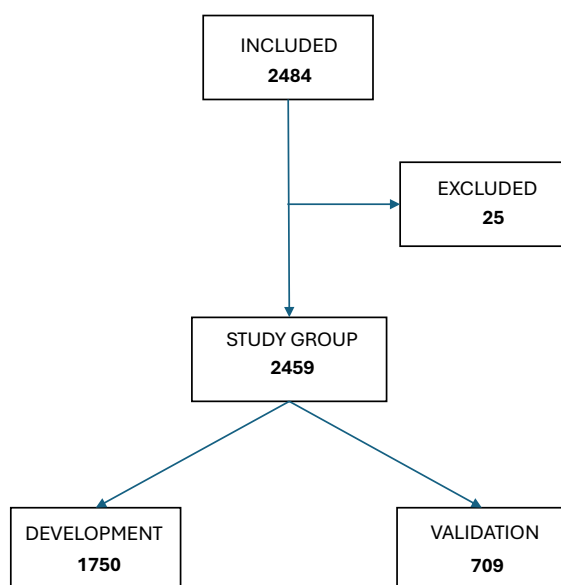 INCLUDED
2484
EXCLUDED
25
STUDY GROUP
2459
DEVELOPMENT
1750
VALIDATION
709